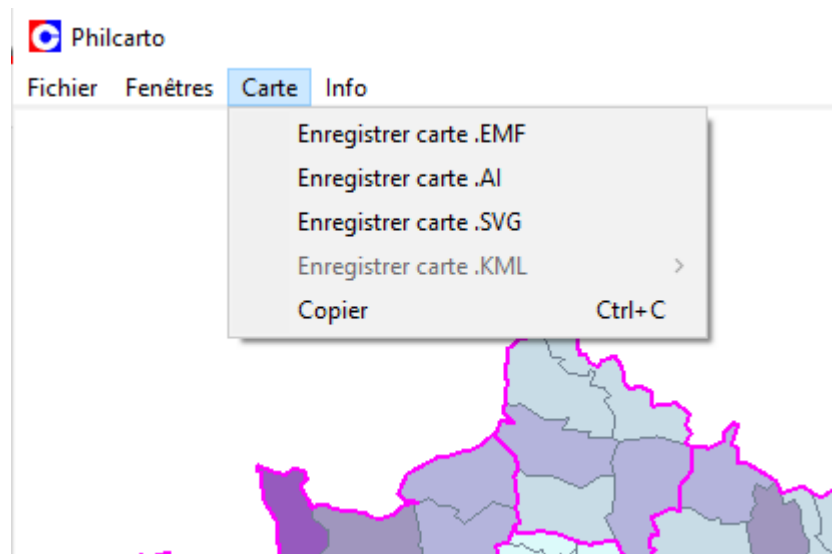 Philcarto
Fichier Fenêtres Carte Info
Enregistrer carte .EMF
Enregistrer carte .AI
Enregistrer carte .SVG
Enregistrer carte .KML
Copier Ctrl+C